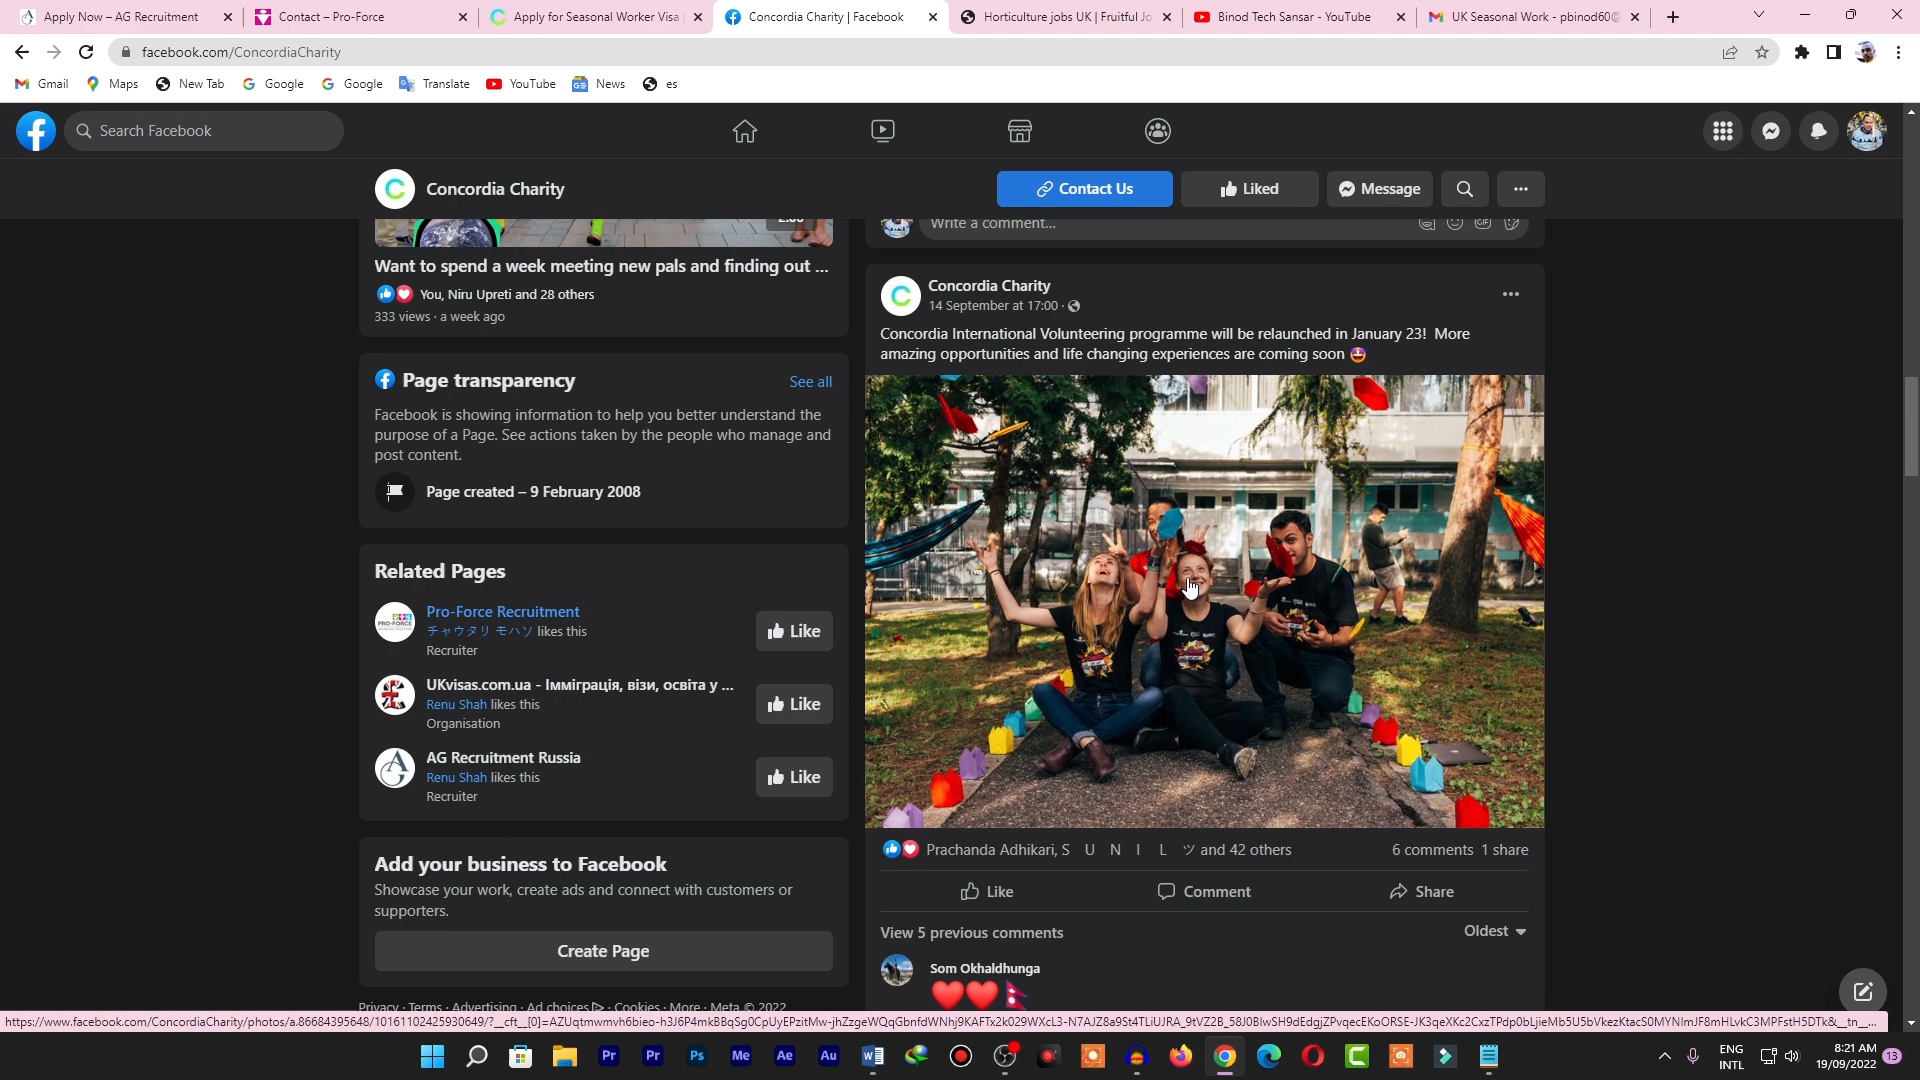 Apply Now – AG Recruitment
Contact – Pro-Force
Apply for Seasonal Worker Visa
Concordia Charity | Facebook
Horticulture jobs UK | Fruitful Jo
Binod Tech Sansar - YouTube
UK Seasonal Work - pbinod60@
facebook.com/ConcordiaCharity
Gmail Maps New Tab Google Google Translate YouTube News es
Search Facebook
Concordia Charity
Contact Us
Liked
Message
Write a comment...
Want to spend a week meeting new pals and finding out ...
You, Niru Upreti and 28 others
333 views · a week ago
Page transparency
See all
Facebook is showing information to help you better understand the
purpose of a Page. See actions taken by the people who manage and
post content.
Page created – 9 February 2008
Related Pages
Pro-Force Recruitment
チャウタリ モハソ likes this
Recruiter
Like
UKvisas.com.ua - Імміграція, візи, освіта у ...
Renu Shah likes this
Organisation
Like
AG Recruitment Russia
Renu Shah likes this
Recruiter
Like
Add your business to Facebook
Showcase your work, create ads and connect with customers or
supporters.
Create Page
Privacy · Terms · Advertising · Ad choices · Cookies · More · Meta © 2022
Concordia Charity
14 September at 17:00 ·
Concordia International Volunteering programme will be relaunched in January 23! More
amazing opportunities and life changing experiences are coming soon 🤩
Prachanda Adhikari, S U N I L ツ and 42 others
6 comments 1 share
Like
Comment
Share
View 5 previous comments
Oldest
Som Okhaldhunga
❤️❤️🇳🇵
ENG
INTL
8:21 AM
19/09/2022
13